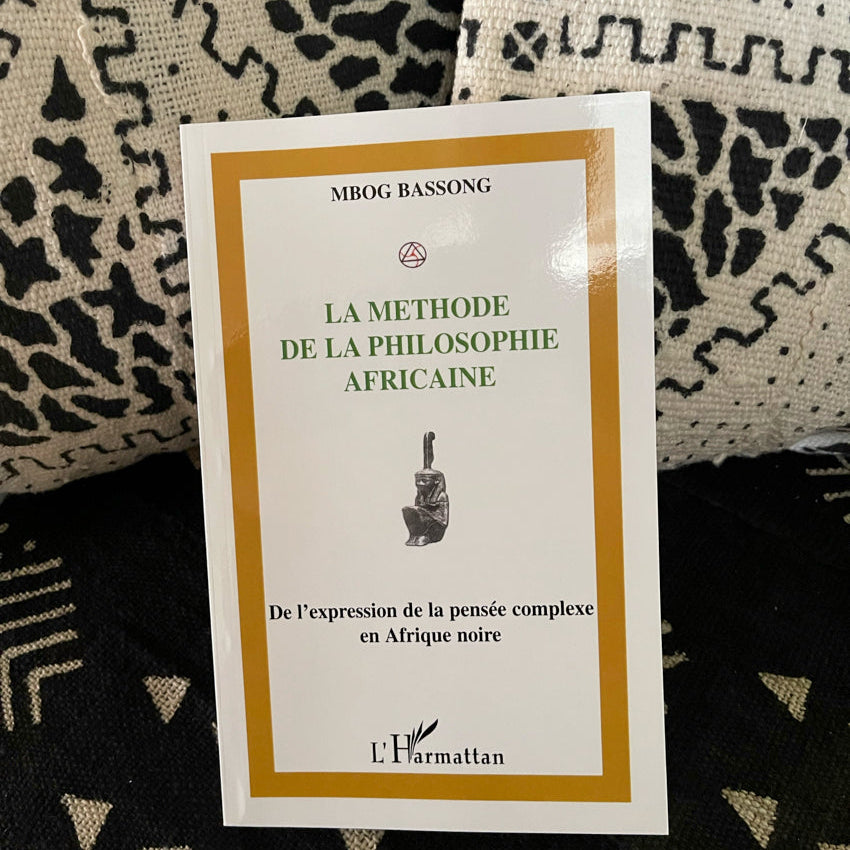 MBOG BASSONG
LA METHODE
DE LA PHILOSOPHIE
AFRICAINE
De l'expression de la pensée complexe
en Afrique noire
L'Harmattan